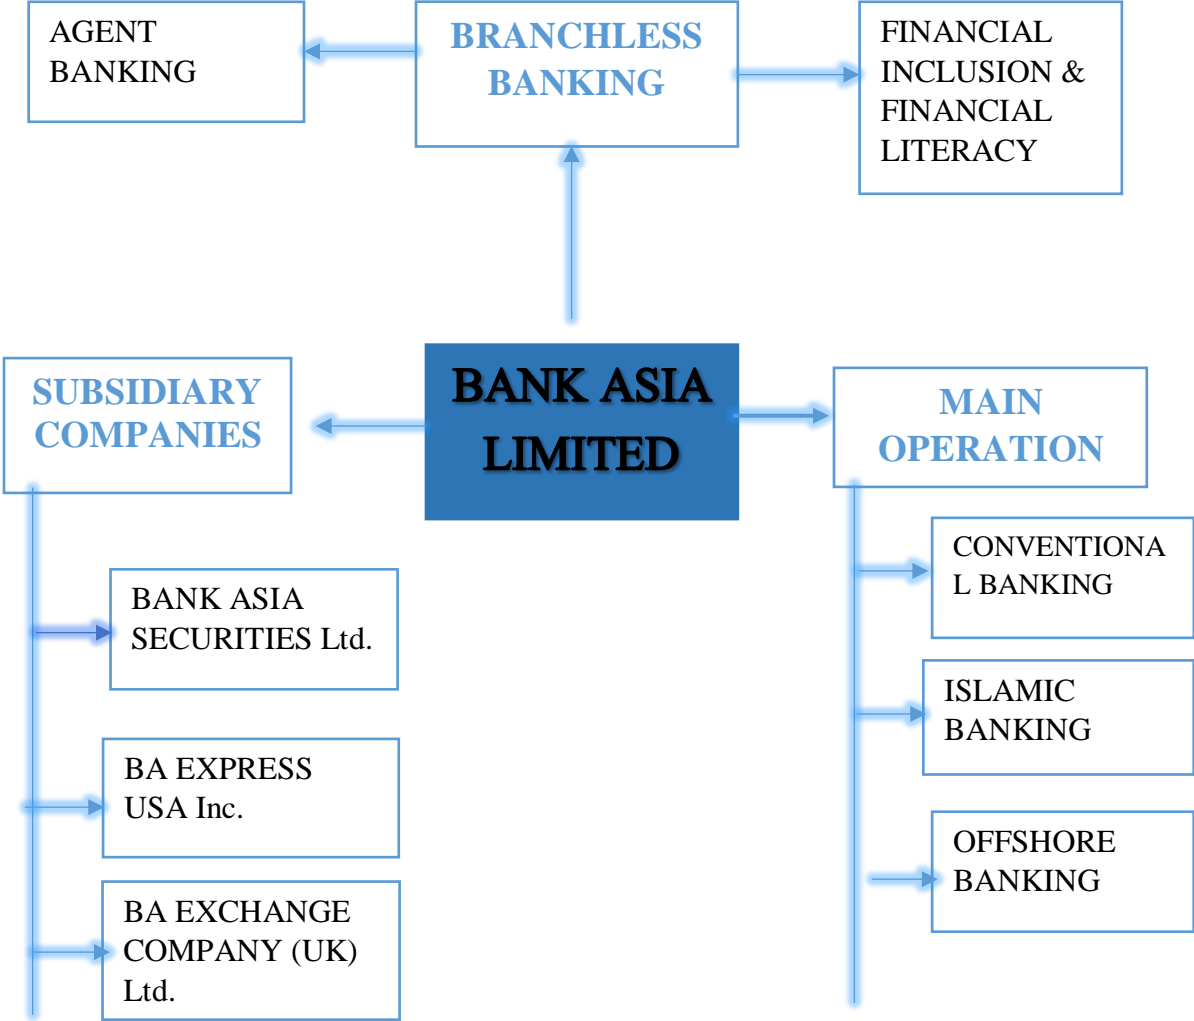 AGENT
BANKING
BRANCHLESS
BANKING
FINANCIAL
INCLUSION &
FINANCIAL
LITERACY
SUBSIDIARY
COMPANIES
BANK ASIA
LIMITED
MAIN
OPERATION
BANK ASIA
SECURITIES Ltd.
BA EXPRESS
USA Inc.
BA EXCHANGE
COMPANY (UK)
Ltd.
CONVENTIONA
L BANKING
ISLAMIC
BANKING
OFFSHORE
BANKING